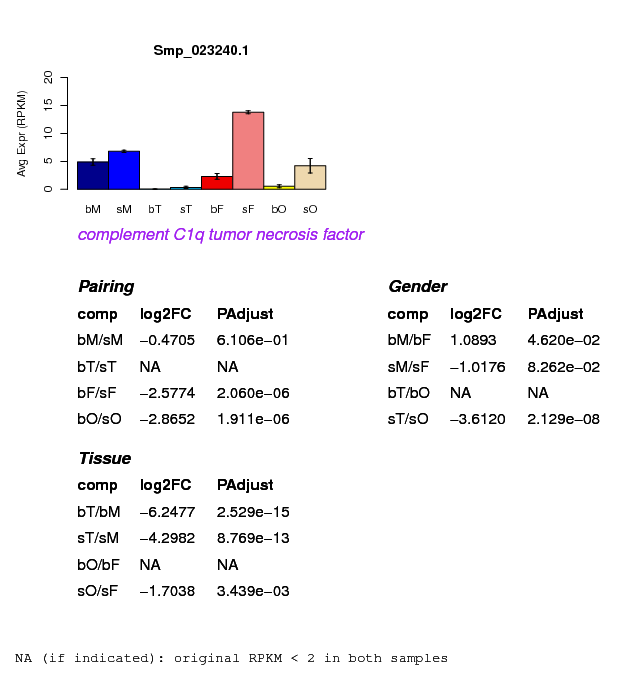 Smp_023240.1
Avg Expr (RPKM)
20
15
10
5
0
bM sM bT sT bF sF bO sO
complement C1q tumor necrosis factor
Pairing
comp log2FC PAdjust
bM/sM −0.4705 6.106e−01
bT/sT NA NA
bF/sF −2.5774 2.060e−06
bO/sO −2.8652 1.911e−06
Gender
comp log2FC PAdjust
bM/bF 1.0893 4.620e−02
sM/sF −1.0176 8.262e−02
bT/bO NA NA
sT/sO −3.6120 2.129e−08
Tissue
comp log2FC PAdjust
bT/bM −6.2477 2.529e−15
sT/sM −4.2982 8.769e−13
bO/bF NA NA
sO/sF −1.7038 3.439e−03
NA (if indicated): original RPKM < 2 in both samples